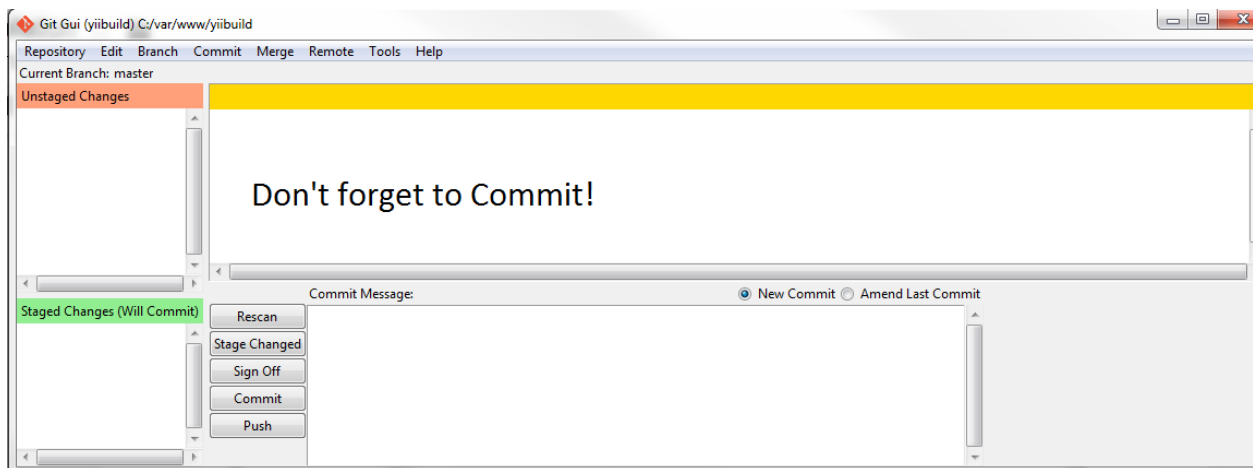 Git Gui (yiibuild) C:/var/www/yiibuild
Repository Edit Branch Commit Merge Remote Tools Help
Current Branch: master
Unstaged Changes
Don't forget to Commit!
Commit Message:
New Commit Amend Last Commit
Staged Changes (Will Commit)
Rescan
Stage Changed
Sign Off
Commit
Push